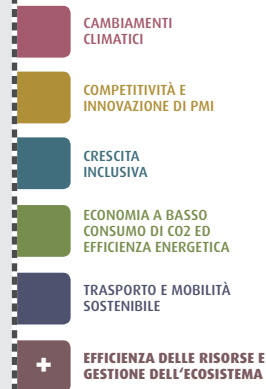 CAMBIAMENTI
CLIMATICI
COMPETITIVITÀ E
INNOVAZIONE DI PMI
CRESCITA
INCLUSIVA
ECONOMIA A BASSO
CONSUMO DI CO2 ED
EFFICIENZA ENERGETICA
TRASPORTO E MOBILITÀ
SOSTENIBILE
+ EFFICIENZA DELLE RISORSE E
GESTIONE DELL'ECOSISTEMA